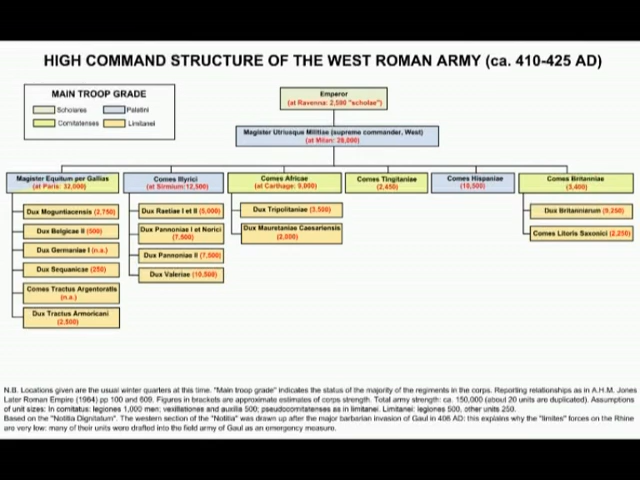 HIGH COMMAND STRUCTURE OF THE WEST ROMAN ARMY (ca. 410-425 AD)
MAIN TROOP GRADE
Scholares
Palatini
Comitatenses
Limitanei
Emperor
(at Ravenna: 2,500 "scholae")
Magister Utriusque Militiae (supreme commander, West)
(at Milan: 28,000)
Magister Equitum per Gallias
(at Paris: 32,000)
Comes Illyrici
(at Sirmium: 12,500)
Comes Africae
(at Carthage: 9,000)
Comes Tingitaniae
(2,450)
Comes Hispaniae
(10,500)
Comes Britanniae
(3,400)
Dux Moguntiacensis (2,750)
Dux Belgicae II (500)
Dux Germaniae I (n.a.)
Dux Sequanicae (250)
Comes Tractus Argentoratis
(n.a.)
Dux Tractus Armoricani
(2,500)
Dux Raetiae I et II (5,000)
Dux Pannoniae I et Norici
(7,500)
Dux Pannoniae II (7,500)
Dux Valeriae (10,500)
Dux Tripolitaniae (3,500)
Dux Mauretaniae Caesariensis
(2,000)
Dux Britanniarum (5,250)
Comes Litoris Saxonici (2,250)
N.B. Locations given are the usual winter quarters at this time. "Main troop grade" indicates the status of the majority of the regiments in the corps. Reporting relationships as in A.H.M. Jones
Later Roman Empire (1964) pp 100 and 609. Figures in brackets are approximate estimates of corps strength. Total army strength: ca. 150,000 (about 20 units are duplicated). Assumptions
of unit sizes: In comitatus: legiones 1,000 men; vexillationes and auxilia 500; pseudocomitatenses as in limitanei. Limitanei: legiones 500, other units 250.
Based on the "Notitia Dignitatum". The western section of the "Notitia" was drawn up after the major barbarian invasion of Gaul in 406 AD: this explains why the "limites" forces on the Rhine
are very low: many of their units were drafted into the field army of Gaul as an emergency measure.